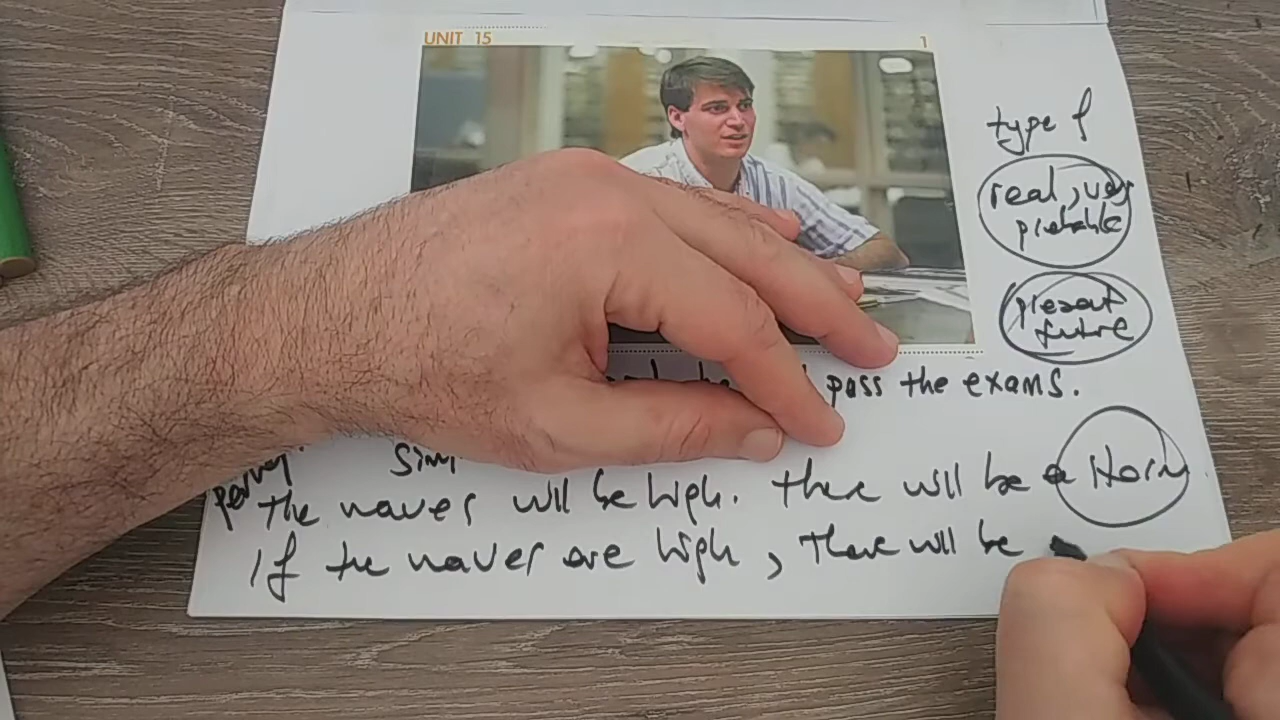 UNIT 15 1
type 1
real, very
probable
present
future
pass the exams.
Sim
The waves will be high. There will be a storm
If the waves are high, there will be